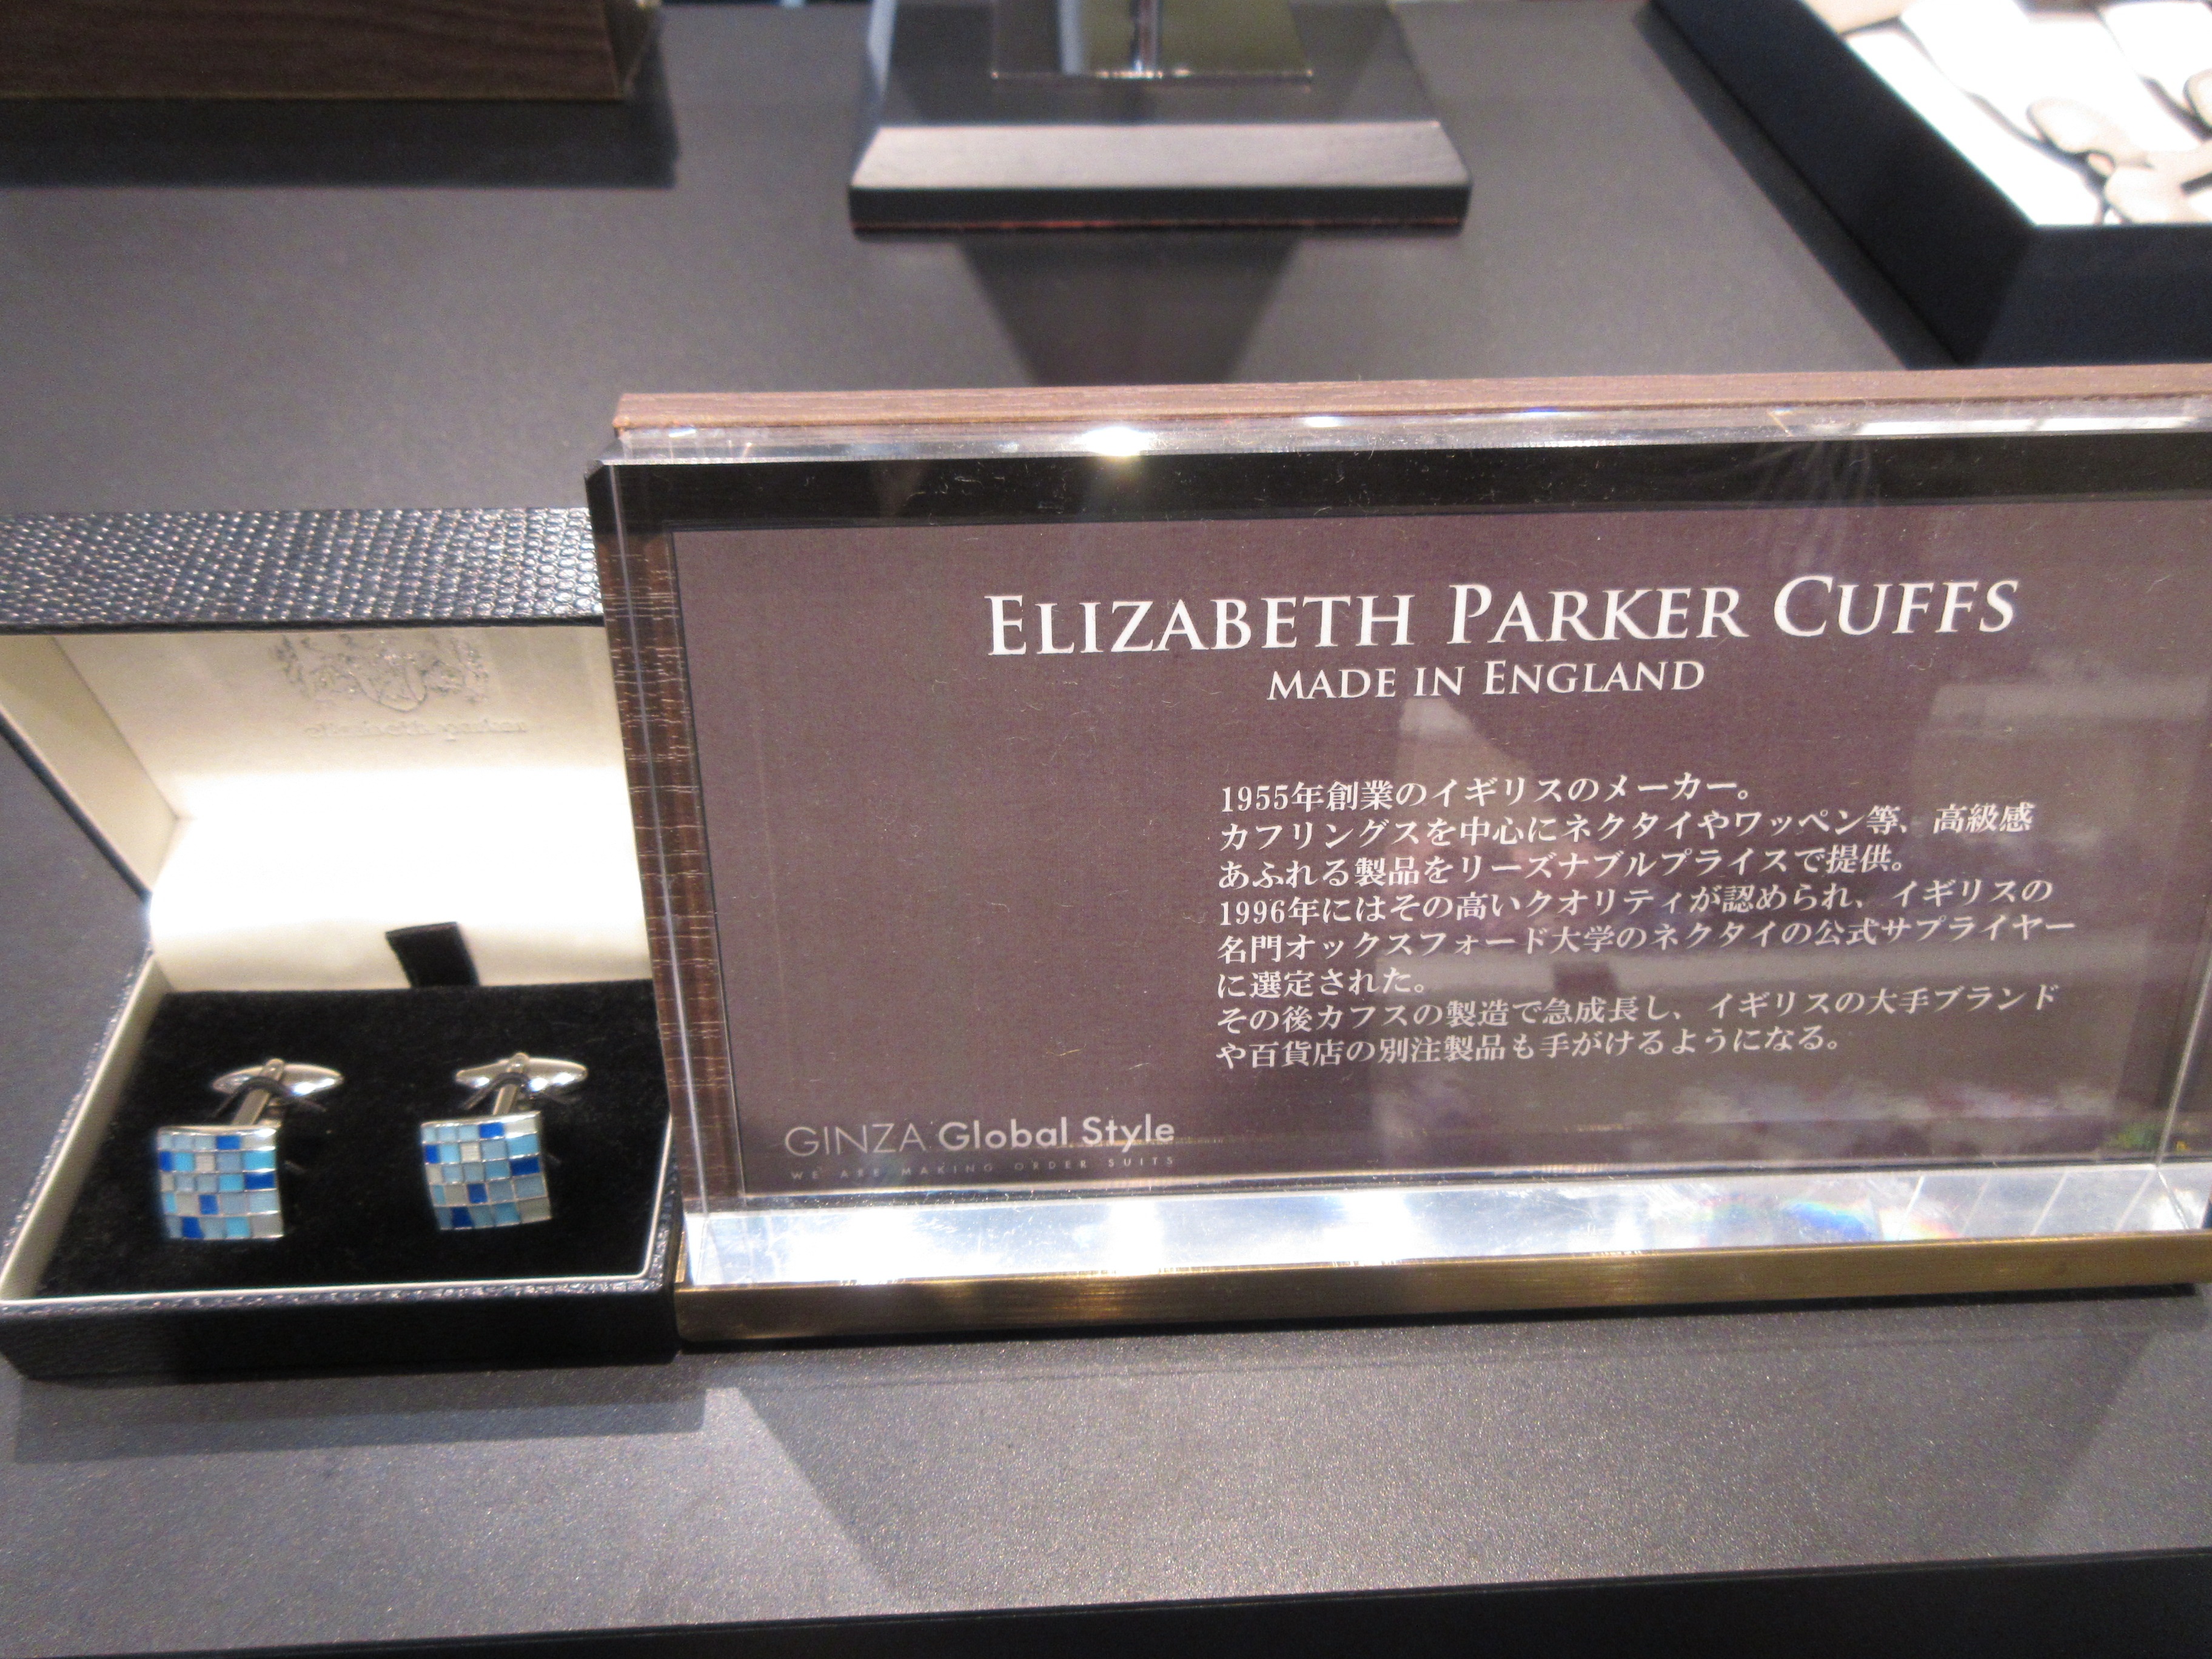 elizabeth parker
ELIZABETH PARKER CUFFS
MADE IN ENGLAND
1955年創業のイギリスのメーカー。
カフリングスを中心にネクタイやワッペン等、高級感
あふれる製品をリーズナブルプライスで提供。
1996年にはその高いクオリティが認められ、イギリスの
名門オックスフォード大学のネクタイの公式サプライヤー
に選定された。
その後カフスの製造で急成長し、イギリスの大手ブランド
や百貨店の別注製品も手がけるようになる。
GINZA Global Style
WE ARE MAKING ORDER SUITS